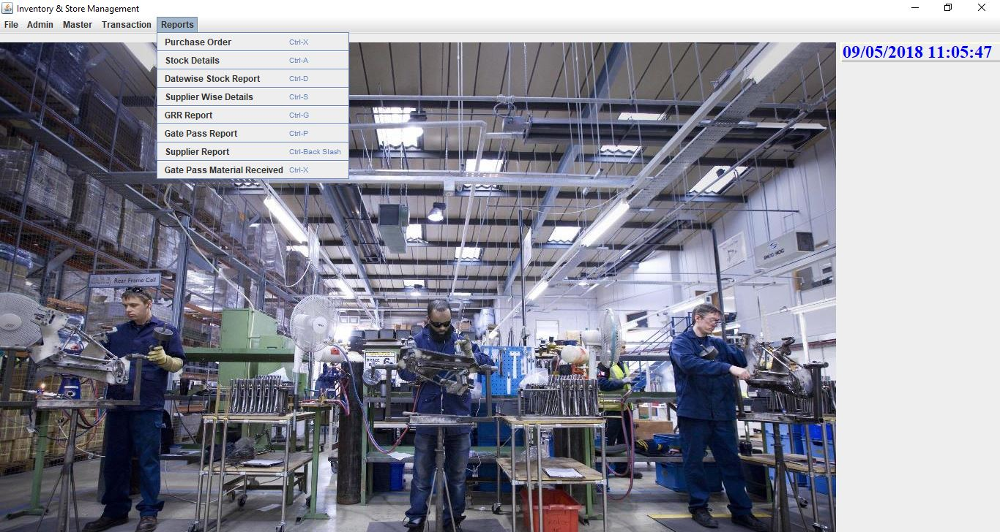 Inventory & Store Management
File Admin Master Transaction Reports
Purchase Order Ctrl-X
Stock Details Ctrl-A
Datewise Stock Report Ctrl-D
Supplier Wise Details Ctrl-S
GRR Report Ctrl-G
Gate Pass Report Ctrl-P
Supplier Report Ctrl-Back Slash
Gate Pass Material Received Ctrl-X
09/05/2018 11:05:47
Rear Frame Cell